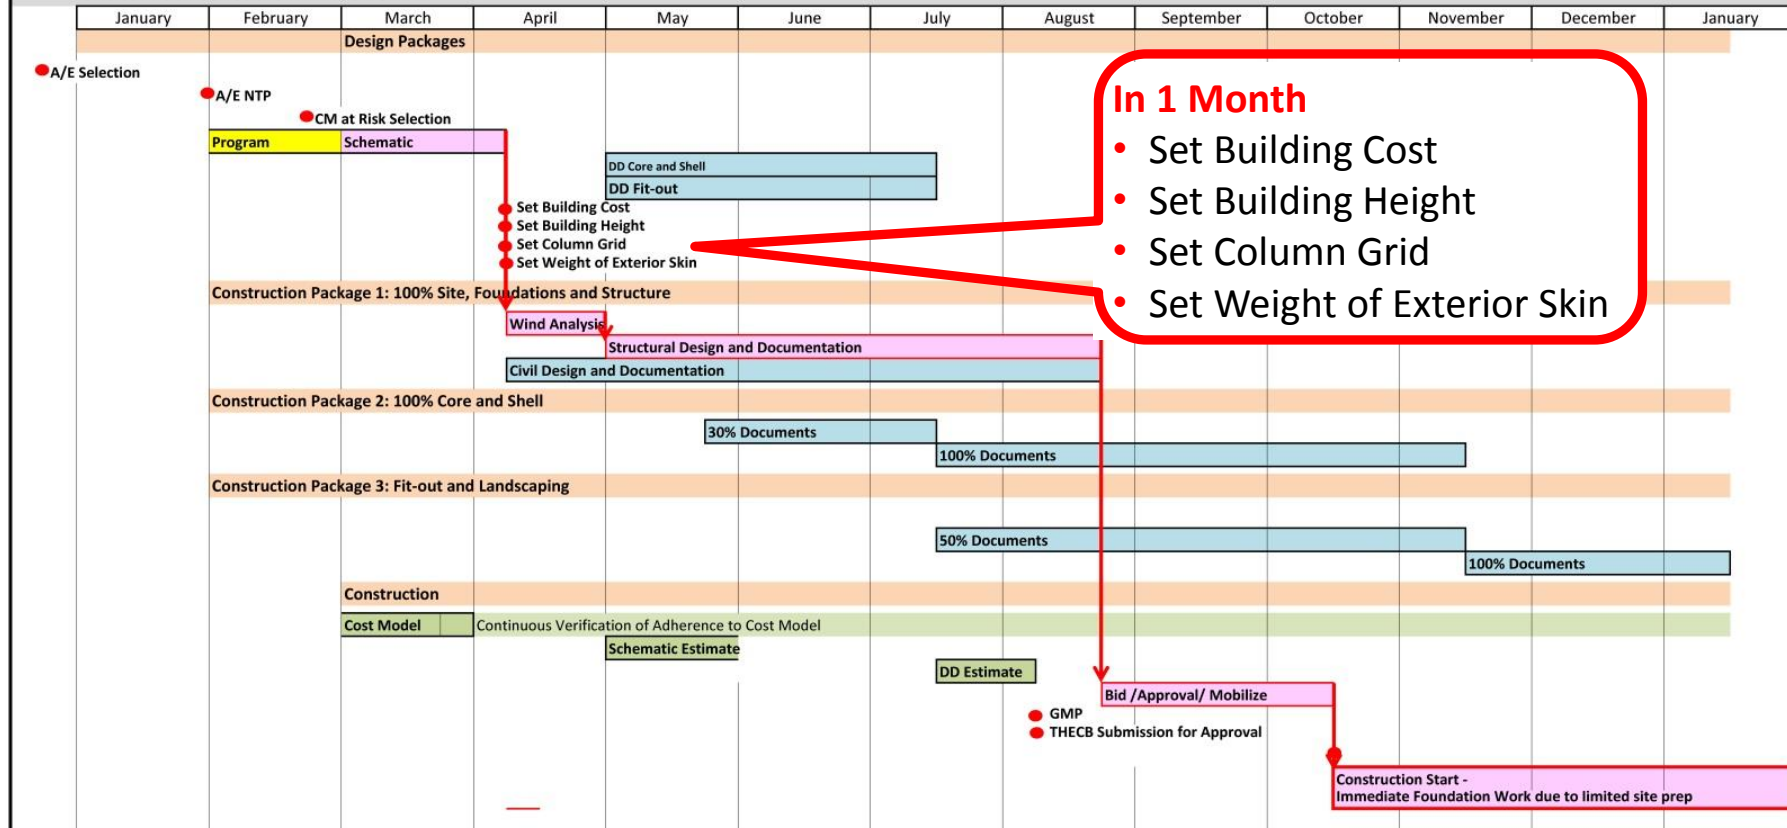 January February March April May June July August September October November December January
Design Packages
A/E Selection
A/E NTP
CM at Risk Selection
Program Schematic
DD Core and Shell
DD Fit-out
Set Building Cost
Set Building Height
Set Column Grid
Set Weight of Exterior Skin
In 1 Month
• Set Building Cost
• Set Building Height
• Set Column Grid
• Set Weight of Exterior Skin
Construction Package 1: 100% Site, Foundations and Structure
Wind Analysis
Structural Design and Documentation
Civil Design and Documentation
Construction Package 2: 100% Core and Shell
30% Documents
100% Documents
Construction Package 3: Fit-out and Landscaping
50% Documents
100% Documents
Construction
Cost Model Continuous Verification of Adherence to Cost Model
Schematic Estimate
DD Estimate
Bid /Approval/ Mobilize
GMP
THECB Submission for Approval
Construction Start -
Immediate Foundation Work due to limited site prep